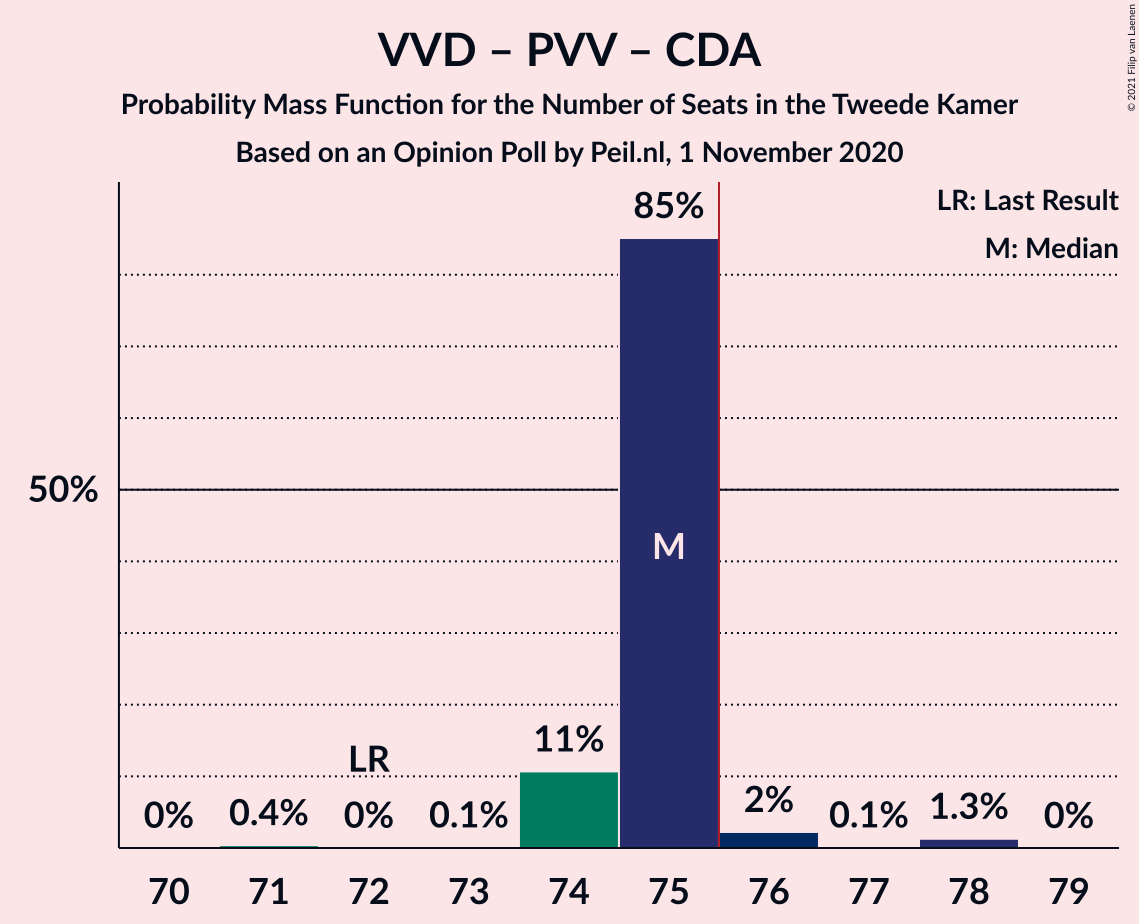 VVD – PVV – CDA
Probability Mass Function for the Number of Seats in the Tweede Kamer
Based on an Opinion Poll by Peil.nl, 1 November 2020
© 2021 Filip van Laenen
LR: Last Result
M: Median
50%
0%
0.4%
LR
0%
0.1%
11%
85%
M
2%
0.1%
1.3%
0%
70 71 72 73 74 75 76 77 78 79